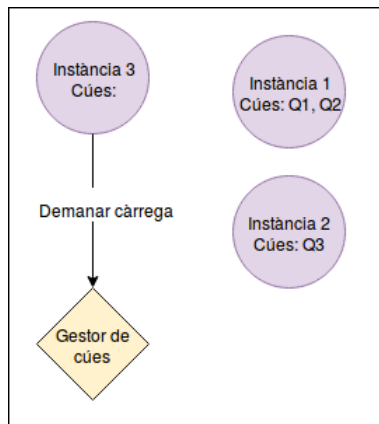 Instància 3
Cúes:
Instància 1
Cúes: Q1, Q2
Demanar càrrega
Instància 2
Cúes: Q3
Gestor de
cúes